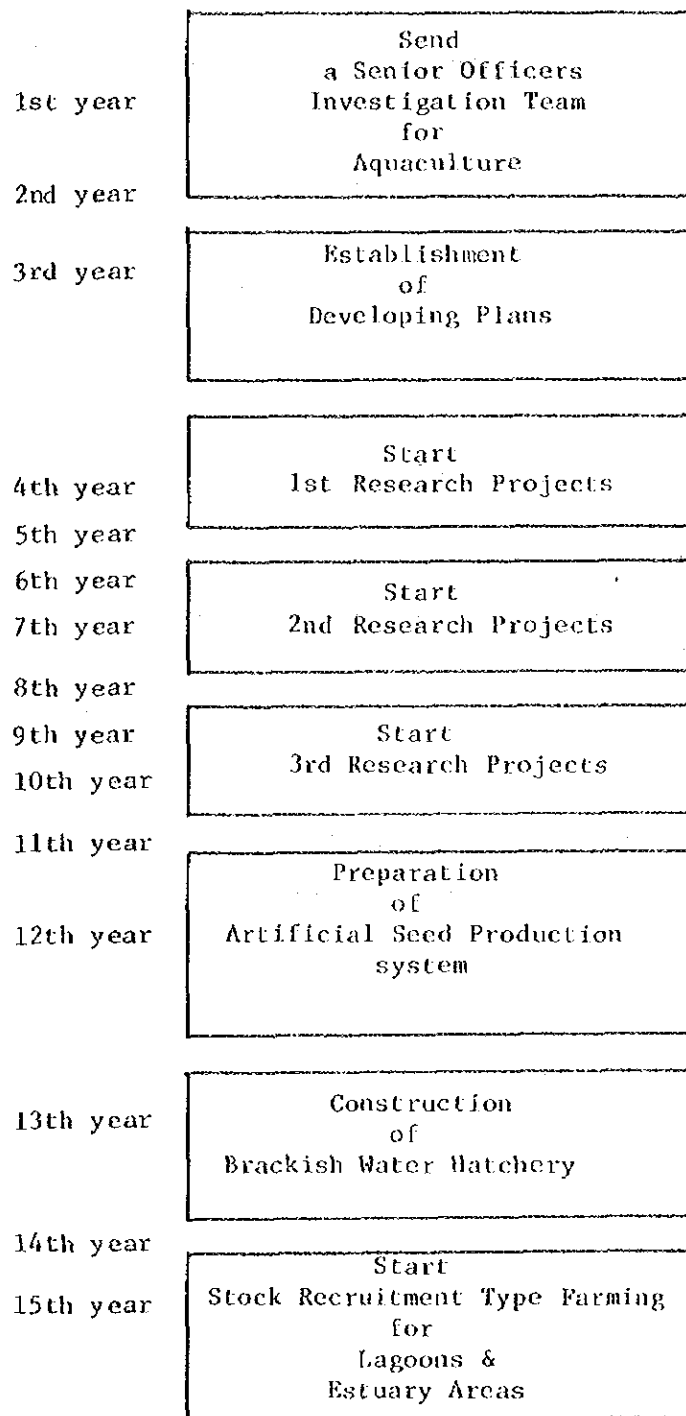 Send
a Senior Officers
1st year Investigation Team
for
Aquaculture
2nd year
Establishment
3rd year of
Developing Plans
Start
4th year 1st Research Projects
5th year
6th year Start
7th year 2nd Research Projects
8th year
9th year Start
3rd Research Projects
10th year
11th year
Preparation
of
12th year Artificial Seed Production
system
Construction
13th year of
Brackish Water Hatchery
14th year
Start
15th year Stock Recruitment Type Farming
for
Lagoons &
Estuary Areas